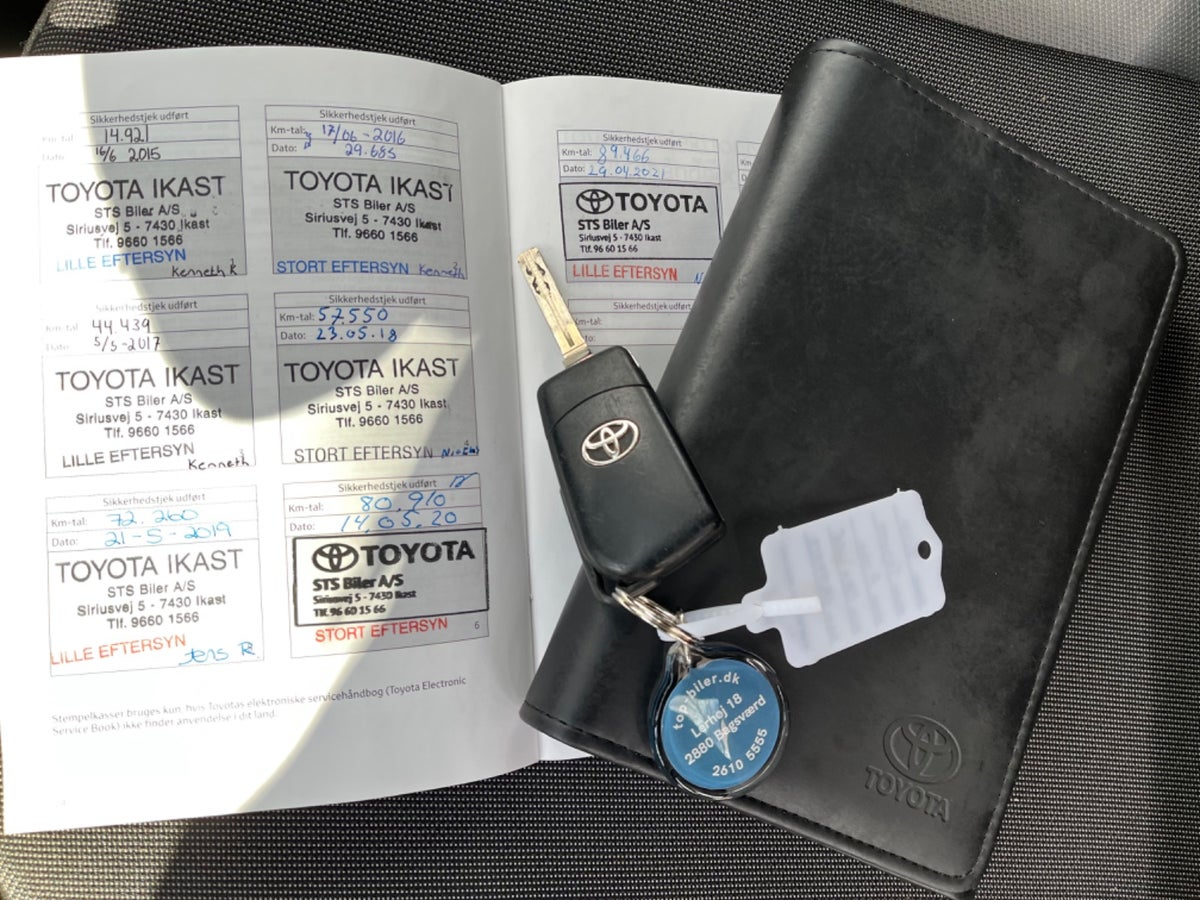 Sikkerhedstjek udført
Km-tal: 14.921
Dato: 16/6 2015
TOYOTA IKAST
STS Biler A/S
Siriusvej 5 - 7430 Ikast
Tlf. 9660 1566
LILLE EFTERSYN
Kenneth K
Sikkerhedstjek udført
Km-tal: 17/06-2016
Dato: 29.685
TOYOTA IKAST
STS Biler A/S
Siriusvej 5 - 7430 Ikast
Tlf. 9660 1566
STORT EFTERSYN Kenneth
Sikkerhedstjek udført
Km-tal: 44.439
Dato: 5/5-2017
TOYOTA IKAST
STS Biler A/S
Siriusvej 5 - 7430 Ikast
Tlf. 9660 1566
LILLE EFTERSYN
Kenneth
Sikkerhedstjek udført
Km-tal: 57.550
Dato: 23.05.18
TOYOTA IKAST
STS Biler A/S
Siriusvej 5 - 7430 Ikast
Tlf. 9660 1566
STORT EFTERSYN
Sikkerhedstjek udført
Km-tal: 72.260
Dato: 21-5-2019
TOYOTA IKAST
STS Biler A/S
Siriusvej 5 - 7430 Ikast
Tlf. 9660 1566
LILLE EFTERSYN
Jens
Sikkerhedstjek udført
Km-tal: 80.910
Dato: 14.05.20
TOYOTA
STS Biler A/S
Siriusvej 5 - 7430 Ikast
Tlf. 96 60 15 66
STORT EFTERSYN
6
Stempelkasser bruges kun, hvis Toyotas elektroniske servicehåndbog (Toyota Electronic
Service Book) ikke finder anvendelse i dit land.
Sikkerhedstjek udført
Km-tal: 89.466
Dato: 29.04.2021
TOYOTA
STS Biler A/S
Siriusvej 5 - 7430 Ikast
Tlf. 96 60 15 66
LILLE EFTERSYN
Sikkerhedstjek
Km-tal:
Lerhøj 18
2880 Bagsværd
2610 5555
TOYOTA